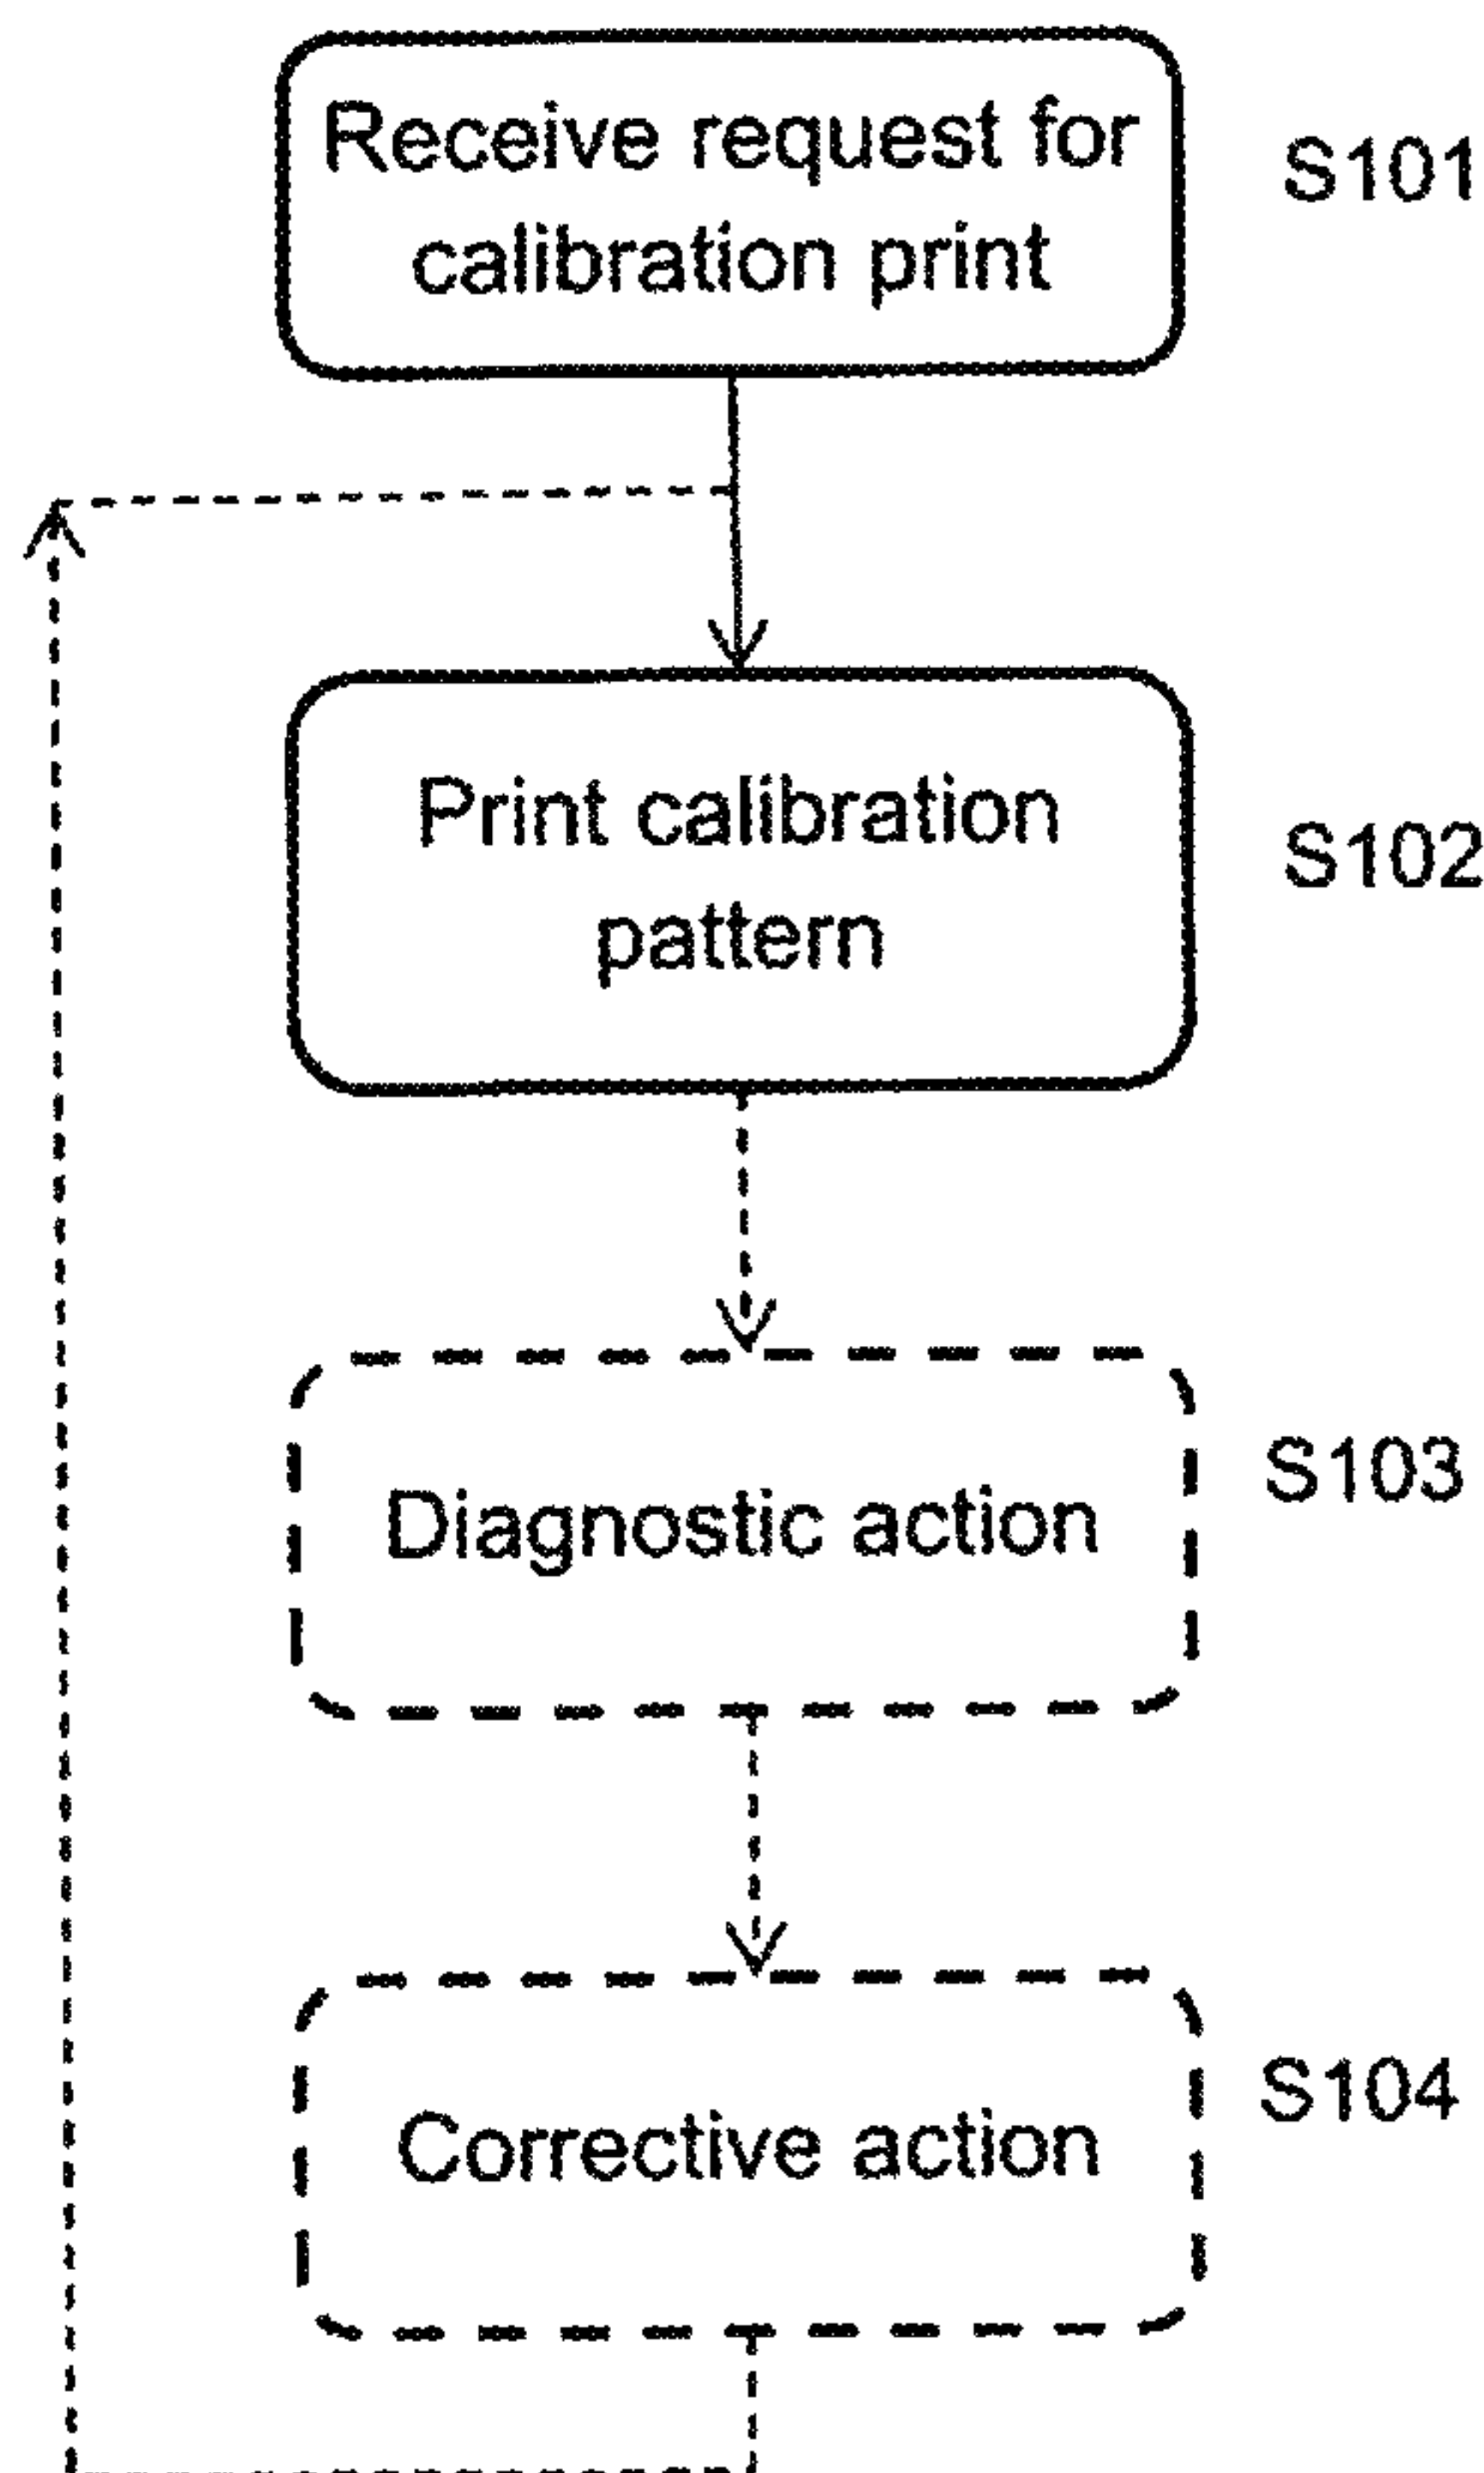 Receive request for
calibration print
S101
Print calibration
pattern
S102
Diagnostic action
S103
Corrective action
S104